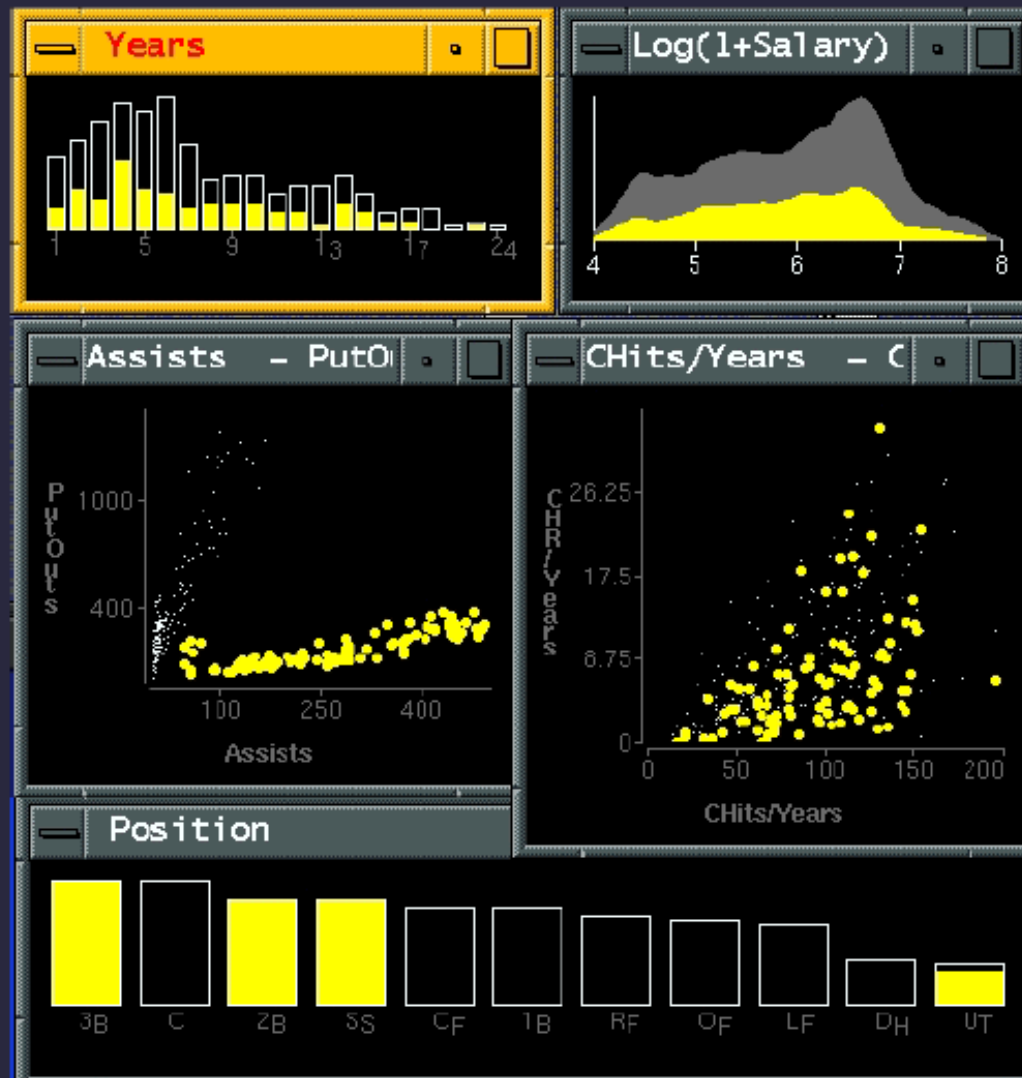 Years
1 5 9 13 17 24
Log(1+Salary)
4 5 6 7 8
Assists - PutO
PutOuts
1000
400
100 250 400
Assists
CHits/Years - C
CHR/Years
26.25
17.5
8.75
0
0 50 100 150 200
CHits/Years
Position
3B C 2B SS CF 1B RF OF LF DH UT